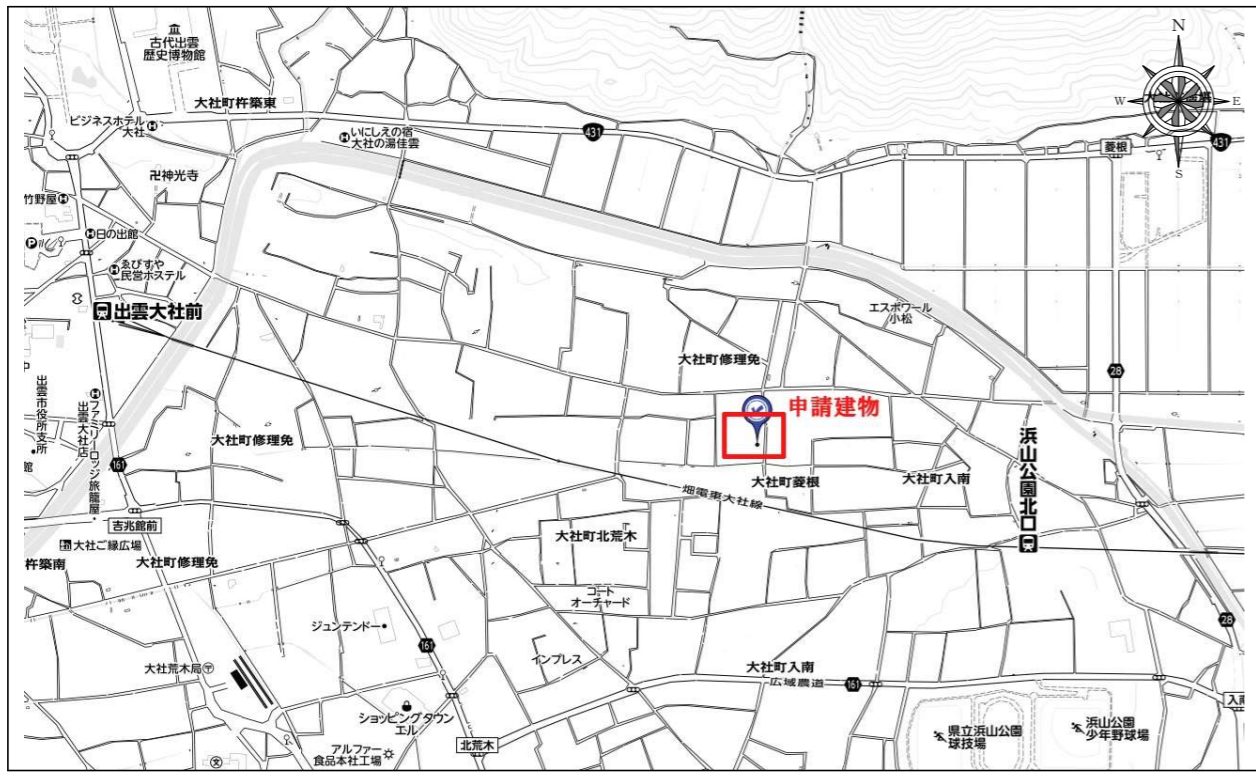 古代出雲
歴史博物館
N
W
E
S
大社町杵築東
ビジネスホテル
大社
いにしえの宿
大社の湯佳雲
431
菱根
431
卍神光寺
竹野屋
日の出館
P
ゑびすや
民営ホステル
出雲大社前
エスポワール
小松
大社町修理免
28
申請建物
出雲市役所支所
ファミリーロッジ旅籠屋
出雲大社店
館
大社町修理免
161
浜山公園北口
大社町菱根
大社町入南
畑電東大社線
吉兆館前
大社町北荒木
大社ご縁広場
杵築南
大社町修理免
コート
オーチャード
ジュンテンドー
161
28
インプレス
大社町入南
広域農道
161
大社荒木局
入南
ショッピングタウン
エル
県立浜山公園
球技場
浜山公園
少年野球場
北荒木
アルファー
食品本社工場
文